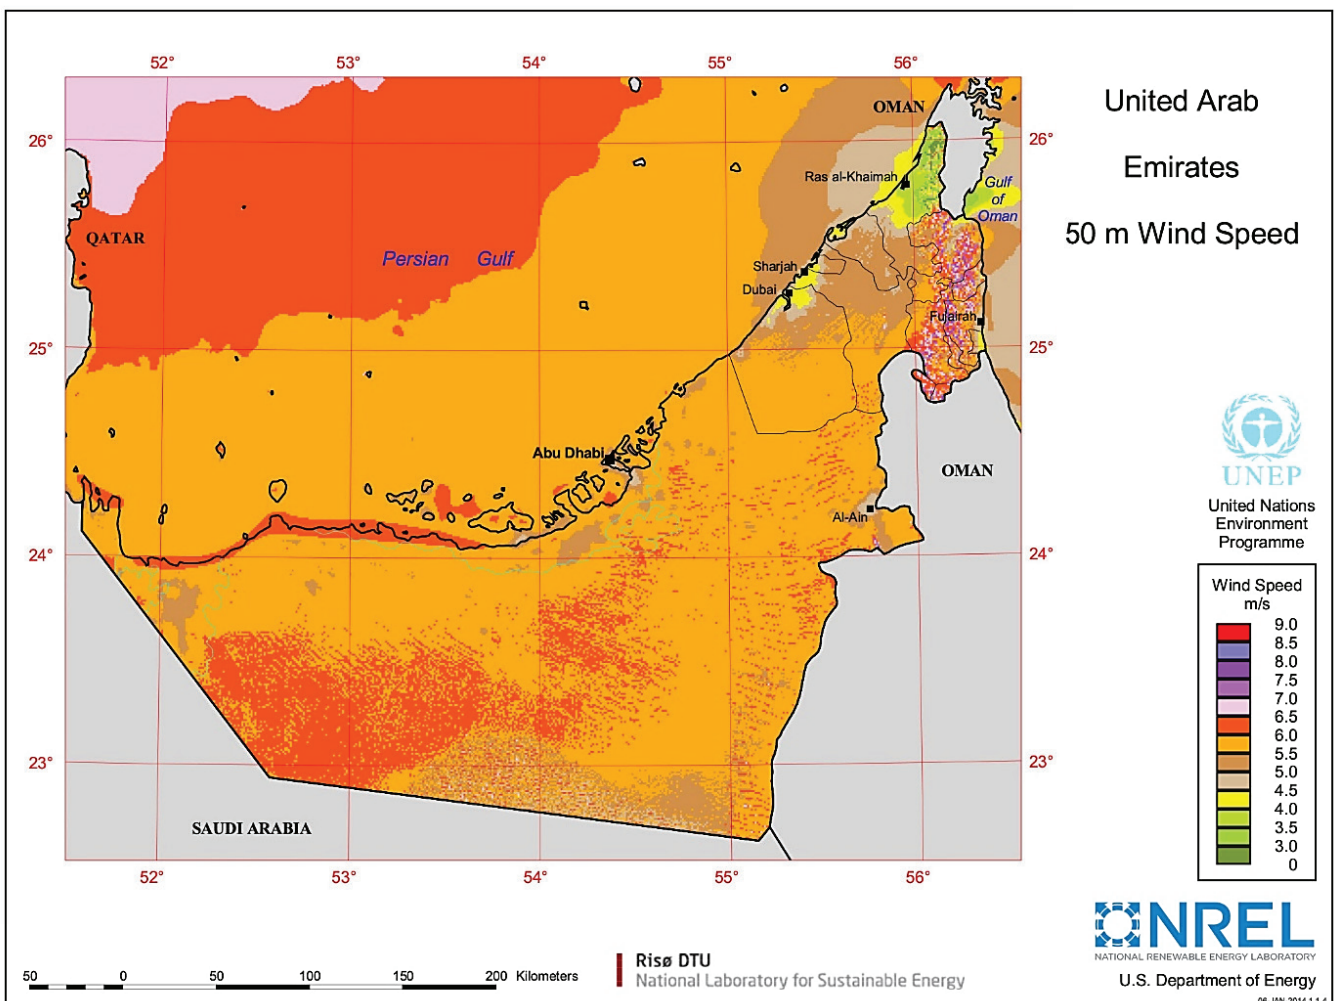 52° 53° 54° 55° 56°
United Arab
Emirates
50 m Wind Speed
OMAN
26° 26°
Ras al-Khaimah
Gulf
of
Oman
QATAR
Persian Gulf
Sharjah
Dubai
Fujairah
25° 25°
Abu Dhabi
OMAN
UNEP
United Nations
Environment
Programme
Al-Ain
24° 24°
Wind Speed
m/s
9.0
8.5
8.0
7.5
7.0
6.5
6.0
5.5
5.0
4.5
4.0
3.5
3.0
0
23° 23°
SAUDI ARABIA
52° 53° 54° 55° 56°
NREL
NATIONAL RENEWABLE ENERGY LABORATORY
U.S. Department of Energy
50 0 50 100 150 200 Kilometers
Risø DTU
National Laboratory for Sustainable Energy